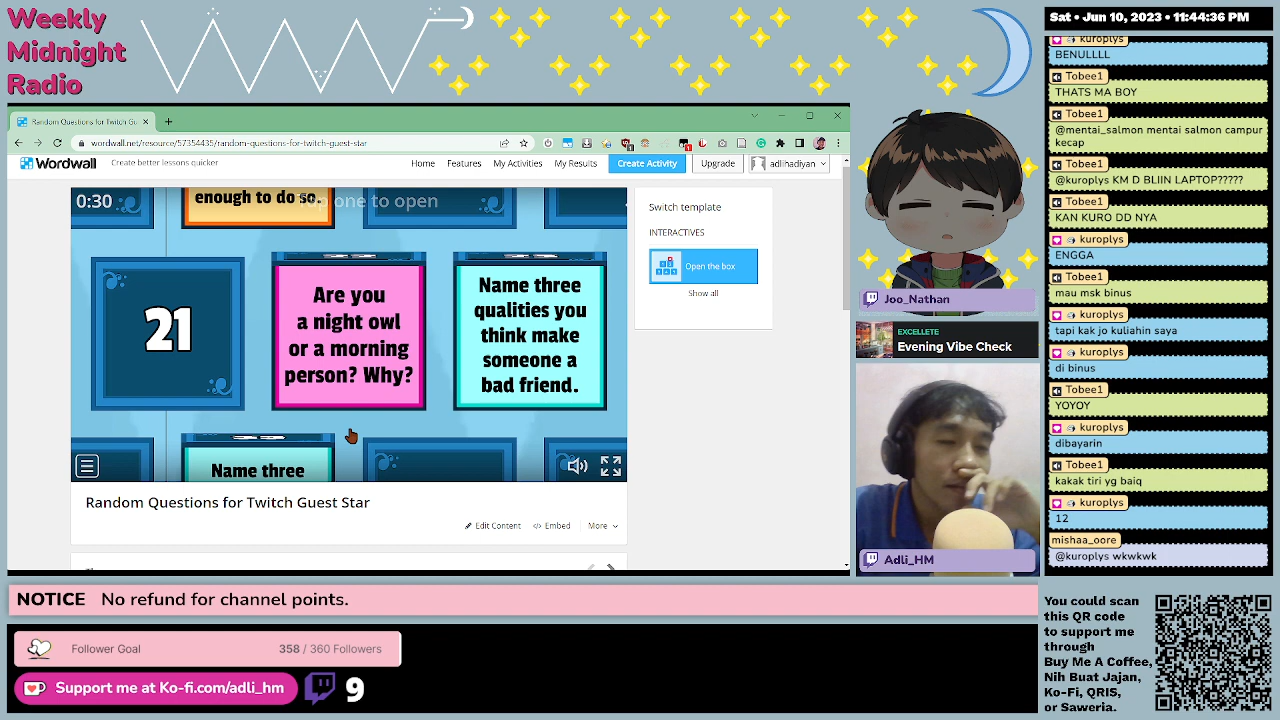 Weekly
Midnight
Radio
Sat • Jun 10, 2023 • 11:44:36 PM
Random Questions for Twitch Gu
wordwall.net/resource/57354435/random-questions-for-twitch-guest-star
Wordwall
Create better lessons quicker
Home
Features
My Activities
My Results
Create Activity
Upgrade
adlihadiyan
0:30
enough to do so.
one to open
21
Are you
a night owl
or a morning
person? Why?
Name three
qualities you
think make
someone a
bad friend.
Name three
Switch template
INTERACTIVES
Open the box
Show all
Random Questions for Twitch Guest Star
Edit Content
</> Embed
More
Joo_Nathan
EXCELLETE
Evening Vibe Check
Adli_HM
kuroplys
BENULLLL
Tobee1
THATS MA BOY
Tobee1
@mentai_salmon mentai salmon campur
kecap
Tobee1
@kuroplys KM D BLIIN LAPTOP?????
Tobee1
KAN KURO DD NYA
kuroplys
ENGGA
Tobee1
mau msk binus
kuroplys
tapi kak jo kuliahin saya
kuroplys
di binus
Tobee1
YOYOY
kuroplys
dibayarin
Tobee1
kakak tiri yg baiq
kuroplys
12
mishaa_oore
@kuroplys wkwkwk
NOTICE No refund for channel points.
Follower Goal
358 / 360 Followers
Support me at Ko-fi.com/adli_hm
9
You could scan
this QR code
to support me
through
Buy Me A Coffee,
Nih Buat Jajan,
Ko-Fi, QRIS,
or Saweria.